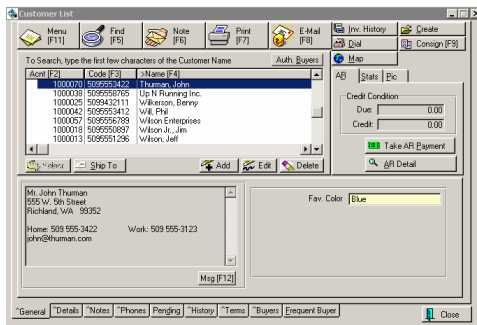 Customer List
Menu [F11]
Find [F5]
Note [F6]
Print [F7]
E-Mail [F8]
Inv. History
Create
Dial
Consign [F9]
Map
To Search, type the first few characters of the Customer Name
Auth. Buyers
Acnt [F2] Code [F3] >Name [F4]
1000070 5095553422 Thurman, John
1000038 5095558765 Up N Running Inc.
1000025 5099432111 Wilkerson, Benny
1000042 5095553412 Will, Phil
1000057 5095556789 Wilson Enterprises
1000018 5095550897 Wilson Jr., Jim
1000013 5095551296 Wilson, Jeff
AR Stats Pic
Credit Condition
Due: 0.00
Credit: 0.00
Take AR Payment
AR Detail
Select Ship To Add Edit Delete
Mr. John Thurman
555 W. 5th Street
Richland, WA 99352
Home: 509 555-3422 Work: 509 555-3123
john@thurman.com
Msg [F12]
Fav. Color Blue
^General ^Details ^Notes ^Phones Pending ^History ^Terms ^Buyers Frequent Buyer
Close